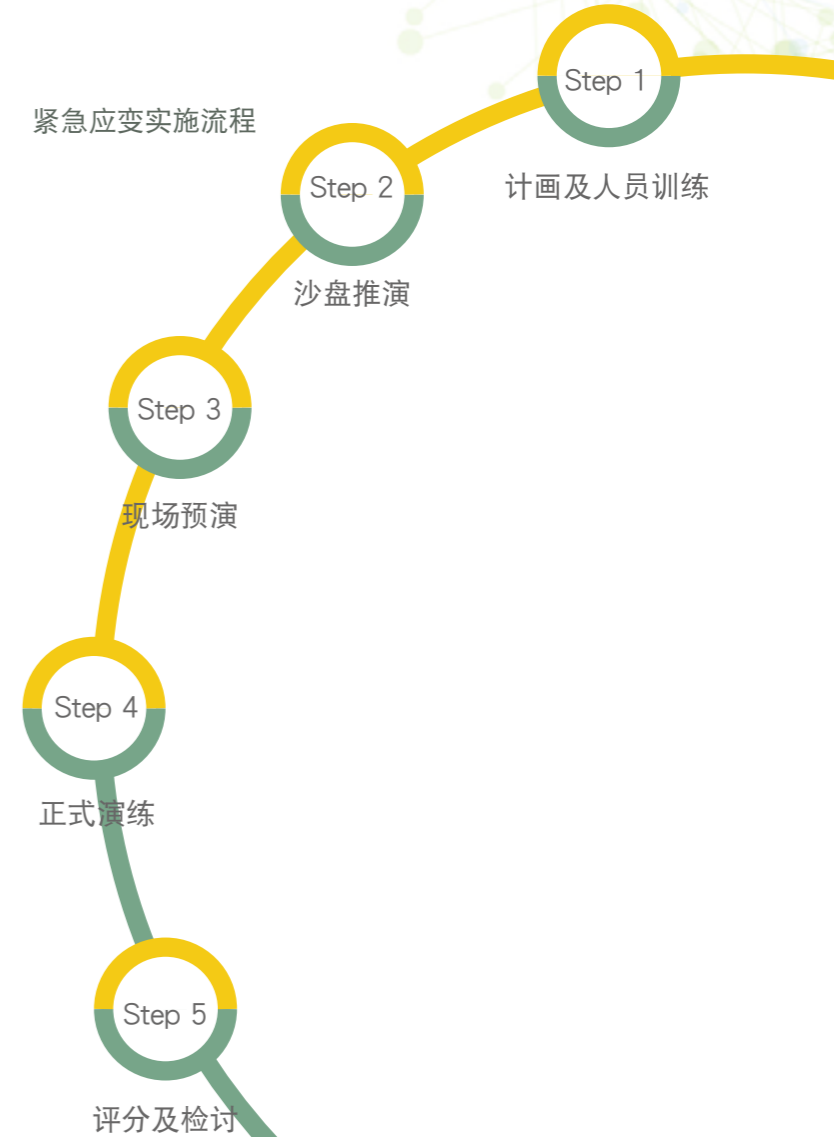 紧急应变实施流程
Step 1
计画及人员训练
Step 2
沙盘推演
Step 3
现场预演
Step 4
正式演练
Step 5
评分及检讨